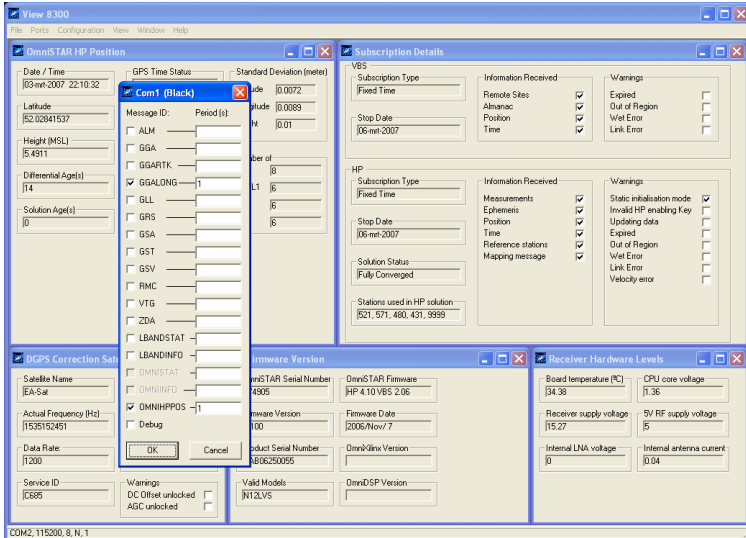 View 8300
File Ports Configuration View Window Help
OmniSTAR HP Position
Date / Time
03-mrt-2007 22:10:32
GPS Time Status
Standard Deviation (meter)
0.0072
Latitude
52.02841537
0.0089
Height (MSL)
5.4911
0.01
Differential Age(s)
14
8
L1 6
Solution Age(s)
0
6
6
Com1 (Black)
Message ID: Period (s):
ALM
GGA
GGARTK
GGALONG 1
GLL
GRS
GSA
GST
GSV
RMC
VTG
ZDA
LBANDSTAT
LBANDINFO
OMNISTAT
OMNIINFO
OMNIHPPOS 1
Debug
OK Cancel
Subscription Details
VBS
Subscription Type
Fixed Time
Stop Date
06-mrt-2007
Information Received
Remote Sites
Almanac
Position
Time
Warnings
Expired
Out of Region
Wet Error
Link Error
HP
Subscription Type
Fixed Time
Stop Date
06-mrt-2007
Solution Status
Fully Converged
Stations used in HP solution
521, 571, 480, 431, 9999
Information Received
Measurements
Ephemeris
Position
Time
Reference stations
Mapping message
Warnings
Static initialisation mode
Invalid HP enabling Key
Updating data
Expired
Out of Region
Wet Error
Link Error
Velocity error
DGPS Correction
Satellite Name
EA-Sat
Actual Frequency (Hz)
1535152451
Data Rate:
1200
Service ID
C685
Warnings
DC Offset unlocked
AGC unlocked
Firmware Version
Serial Number
4905
OmniSTAR Firmware
HP 4.10 VBS 2.06
Version
100
Firmware Date
2006/Nov/ 7
Serial Number
AB06250055
OmniXilinx Version
Valid Models
N12LVS
OmniDSP Version
Receiver Hardware Levels
Board temperature (ºC)
34.38
CPU core voltage
1.36
Receiver supply voltage
15.27
5V RF supply voltage
5
Internal LNA voltage
0
Internal antenna current
0.04
COM2, 115200, 8, N, 1